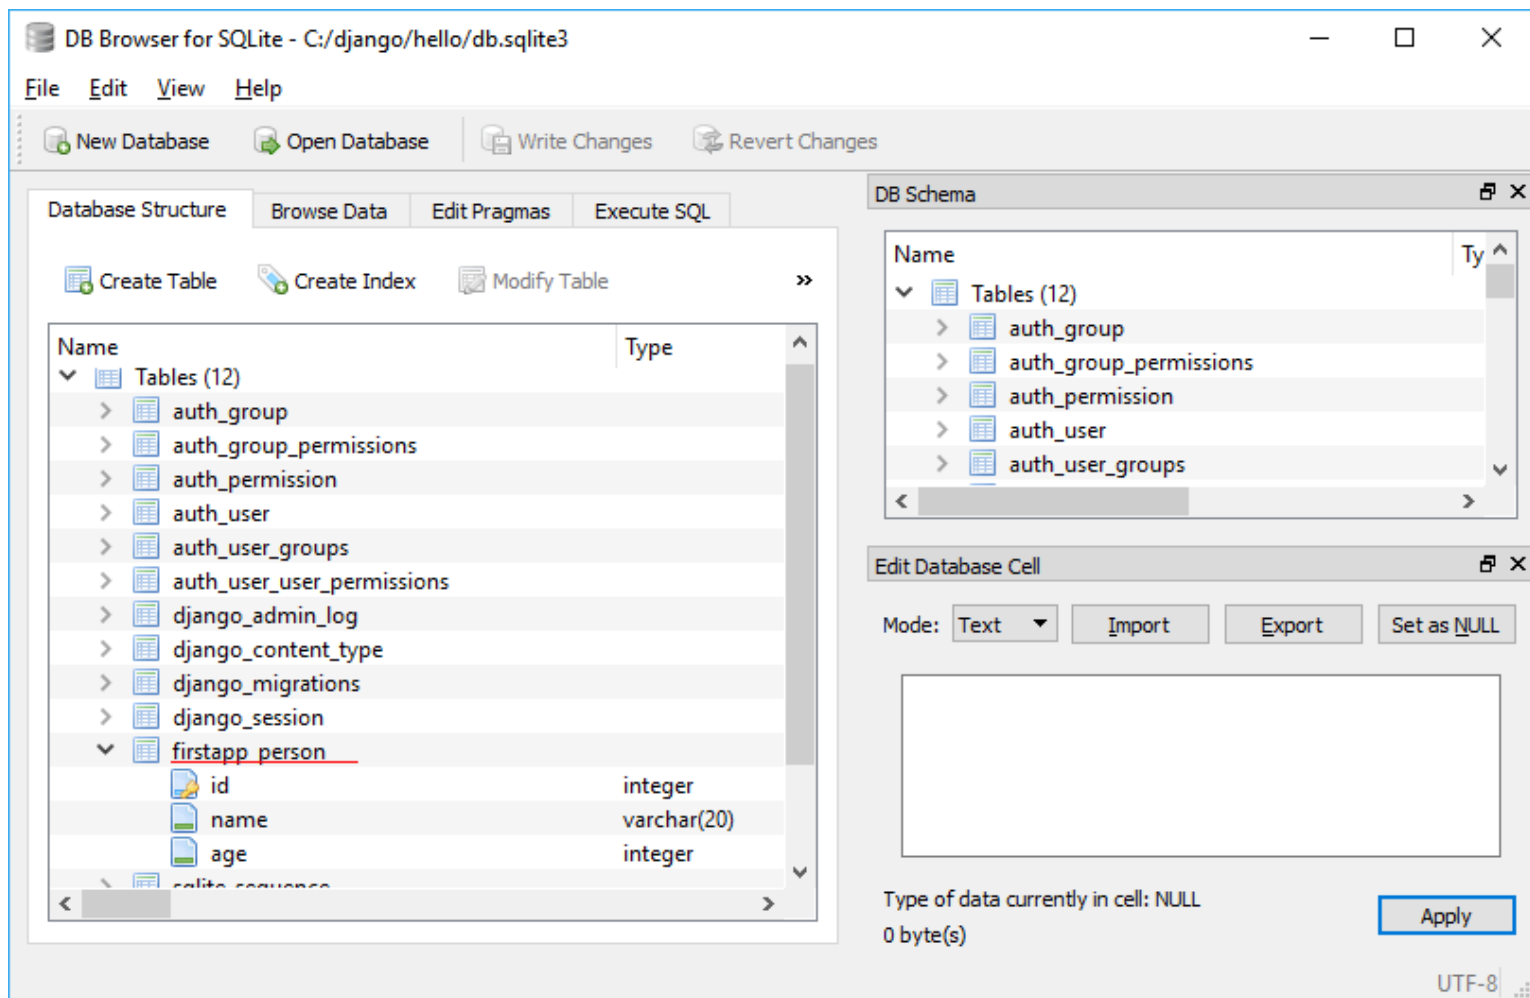 DB Browser for SQLite - C:/django/hello/db.sqlite3
File Edit View Help
New Database Open Database Write Changes Revert Changes
Database Structure Browse Data Edit Pragmas Execute SQL
Create Table Create Index Modify Table »
Name Type
Tables (12)
auth_group
auth_group_permissions
auth_permission
auth_user
auth_user_groups
auth_user_user_permissions
django_admin_log
django_content_type
django_migrations
django_session
firstapp_person
id integer
name varchar(20)
age integer
sqlite_sequence
DB Schema
Name Ty
Tables (12)
auth_group
auth_group_permissions
auth_permission
auth_user
auth_user_groups
Edit Database Cell
Mode: Text Import Export Set as NULL
Type of data currently in cell: NULL
0 byte(s)
Apply
UTF-8